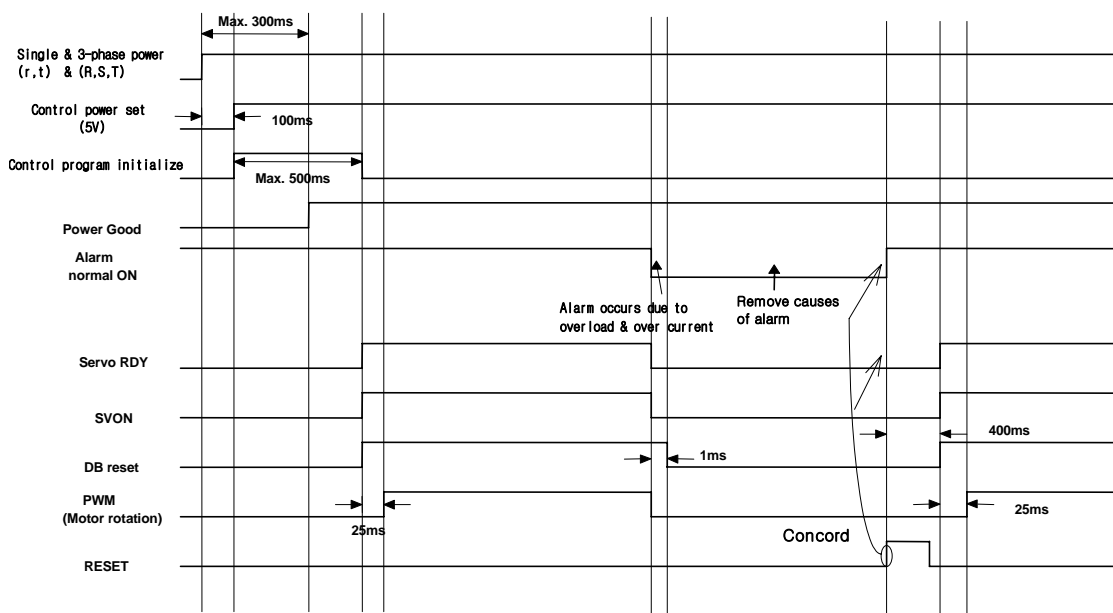 Max. 300ms
Single & 3-phase power
(r,t) & (R,S,T)
Control power set
(5V)
100ms
Control program initialize
Max. 500ms
Power Good
Alarm
normal ON
Alarm occurs due to
overload & over current
Remove causes
of alarm
Servo RDY
SVON
400ms
DB reset
1ms
PWM
(Motor rotation)
25ms
25ms
Concord
RESET